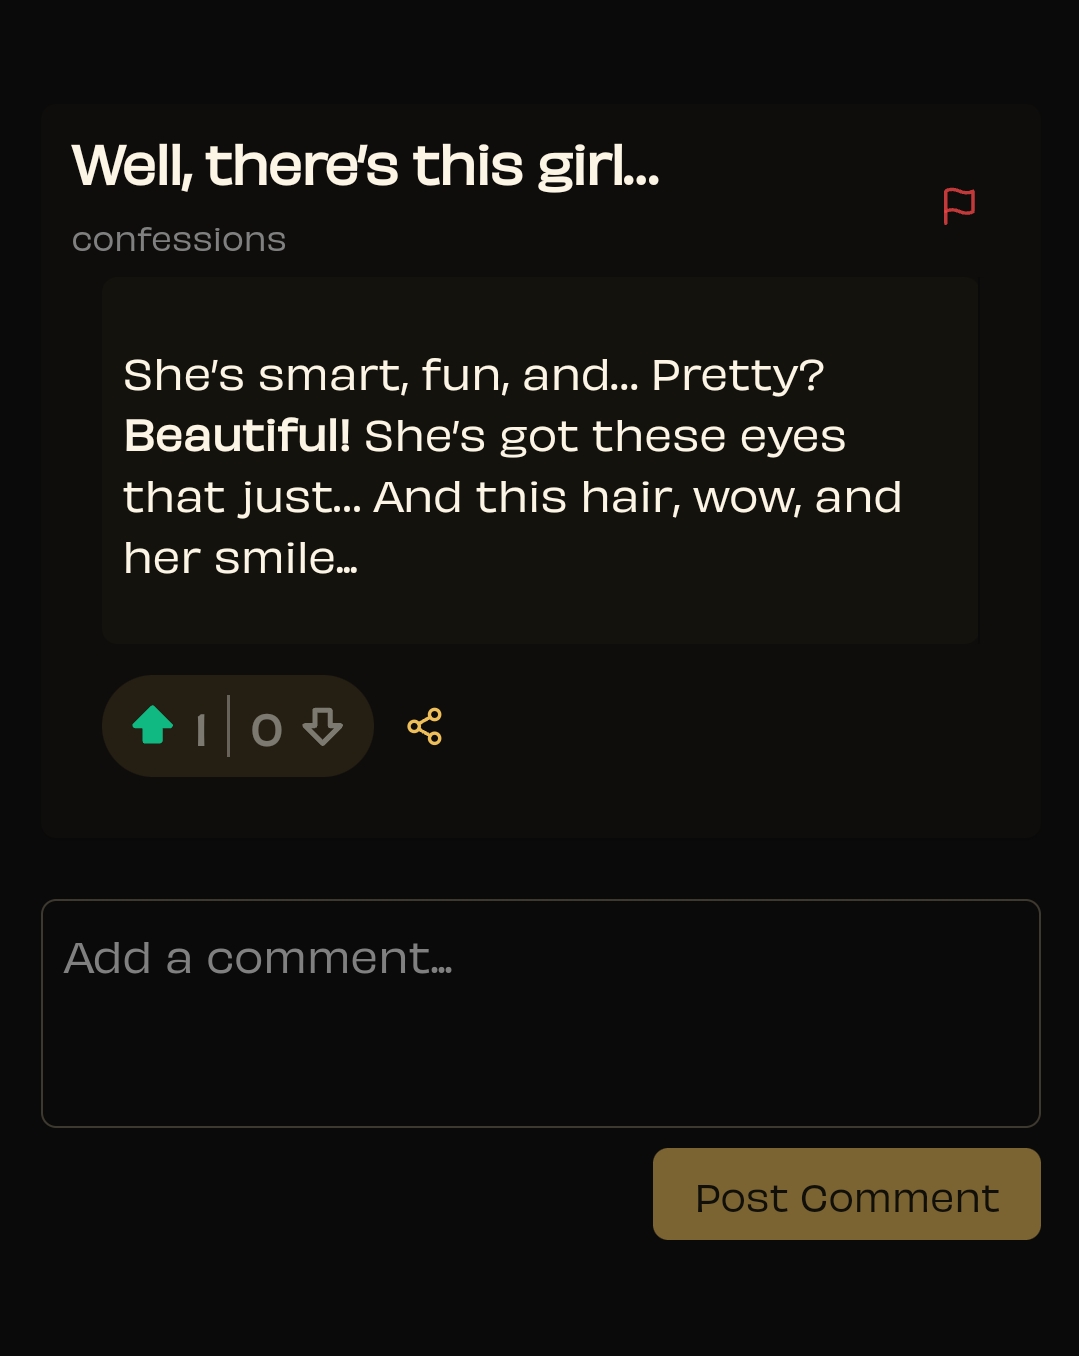 Well, there's this girl...
confessions
She's smart, fun, and... Pretty?
Beautiful! She's got these eyes
that just... And this hair, wow, and
her smile...
1 0
Add a comment...
Post Comment